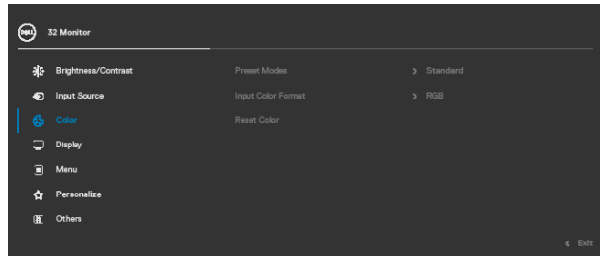 DELL 32 Monitor
Brightness/Contrast Preset Modes > Standard
Input Source Input Color Format > RGB
Color Reset Color
Display
Menu
Personalize
Others
< Exit